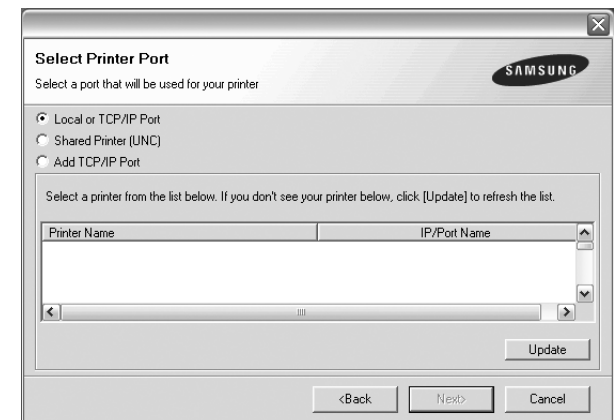 Select Printer Port
Select a port that will be used for your printer
SAMSUNG
Local or TCP/IP Port
Shared Printer (UNC)
Add TCP/IP Port
Select a printer from the list below. If you don't see your printer below, click [Update] to refresh the list.
Printer Name IP/Port Name
Update
<Back Next> Cancel